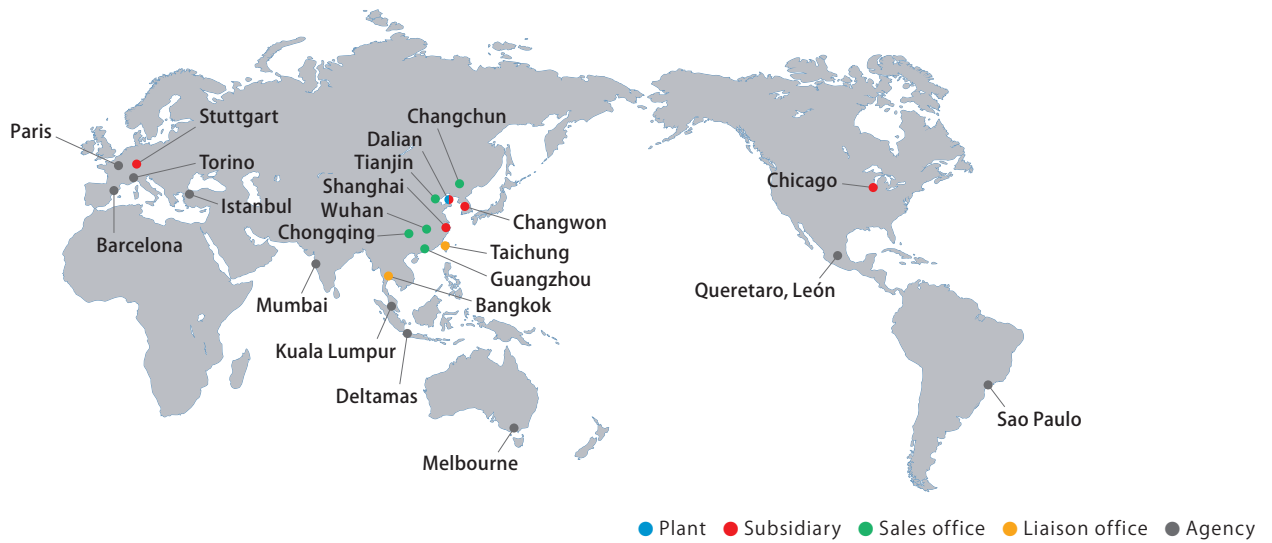 Paris
Stuttgart
Torino
Istanbul
Barcelona
Changchun
Dalian
Tianjin
Shanghai
Wuhan
Chongqing
Changwon
Taichung
Guangzhou
Bangkok
Mumbai
Kuala Lumpur
Deltamas
Melbourne
Chicago
Queretaro, León
Sao Paulo
Plant Subsidiary Sales office Liaison office Agency